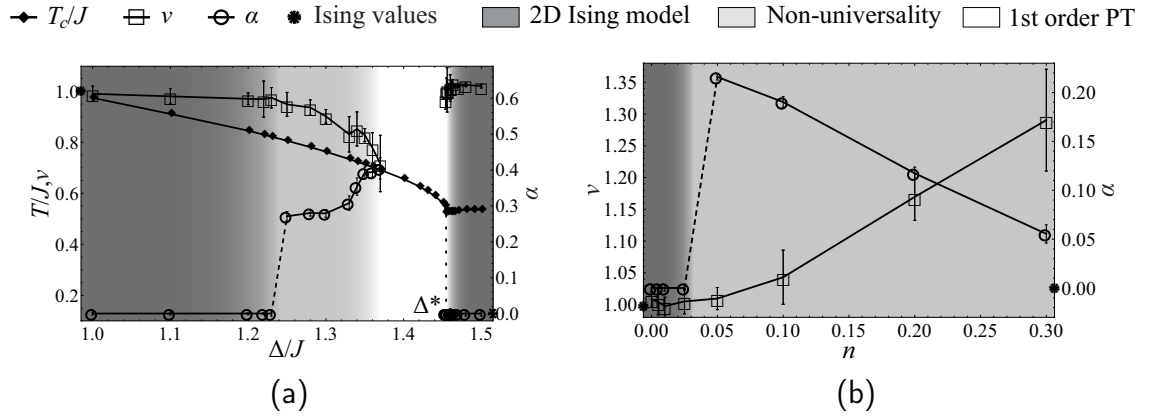 T_c/J ν α Ising values 2D Ising model Non-universality 1st order PT
T/J,ν
1.0
0.8
0.6
0.4
0.2
0.6
0.5
0.4
0.3
0.2
0.1
0.0
α
Δ*
1.0 1.1 1.2 1.3 1.4 1.5
Δ/J
(a)
ν
1.35
1.30
1.25
1.20
1.15
1.10
1.05
1.00
0.20
0.15
0.10
0.05
0.00
α
0.00 0.05 0.10 0.15 0.20 0.25 0.30
n
(b)